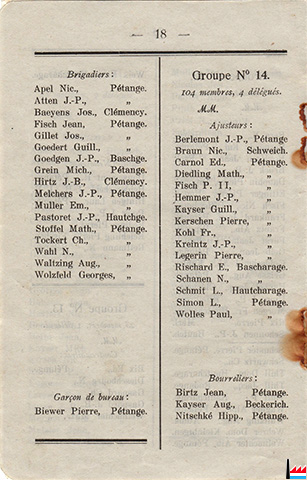 — 18 —
Brigadiers :
Apel Nic., Pétange.
Atten J.-P., „
Baeyens Jos., Clémency.
Fisch Jean, Pétange.
Gillet Jos., „
Goedert Guill., „
Goedgen J.-P., Baschge.
Grein Mich., Pétange.
Hirtz J.-B., Clémency.
Melchers J.-P., Pétange.
Muller Em., „
Pastoret J.-P., Hautchge.
Stoffel Math., Pétange.
Tockert Ch., „
Wahl N., „
Waltzing Aug., „
Wolzfeld Georges, „
Garçon de bureau :
Biewer Pierre, Pétange.
Groupe Nº 14.
104 membres, 4 délégués.
MM.
Ajusteurs :
Berlemont J.-P., Pétange
Braun Nic., Schweich.
Carnol Ed., Pétange.
Diedling Math., „
Fisch P. II, „
Hemmer J.-P., „
Kayser Guill., „
Kerschen Pierre, „
Kohl Fr., „
Kreintz J.-P., „
Legerin Pierre, „
Rischard E., Bascharage.
Schanen N., „
Schmit L., Hautcharage.
Simon L., Pétange.
Wolles Paul, „
Bourreliers :
Birtz Jean, Pétange.
Kayser Aug., Beckerich.
Nitschké Hipp., Pétange.